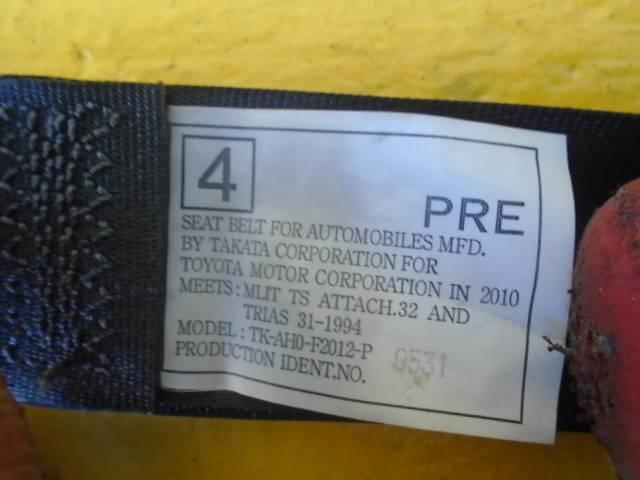 4
PRE
SEAT BELT FOR AUTOMOBILES MFD.
BY TAKATA CORPORATION FOR
TOYOTA MOTOR CORPORATION IN 2010
MEETS : MLIT TS ATTACH.32 AND
TRIAS 31-1994
MODEL : TK-AH0-F2012-P
PRODUCTION IDENT.NO. 0531